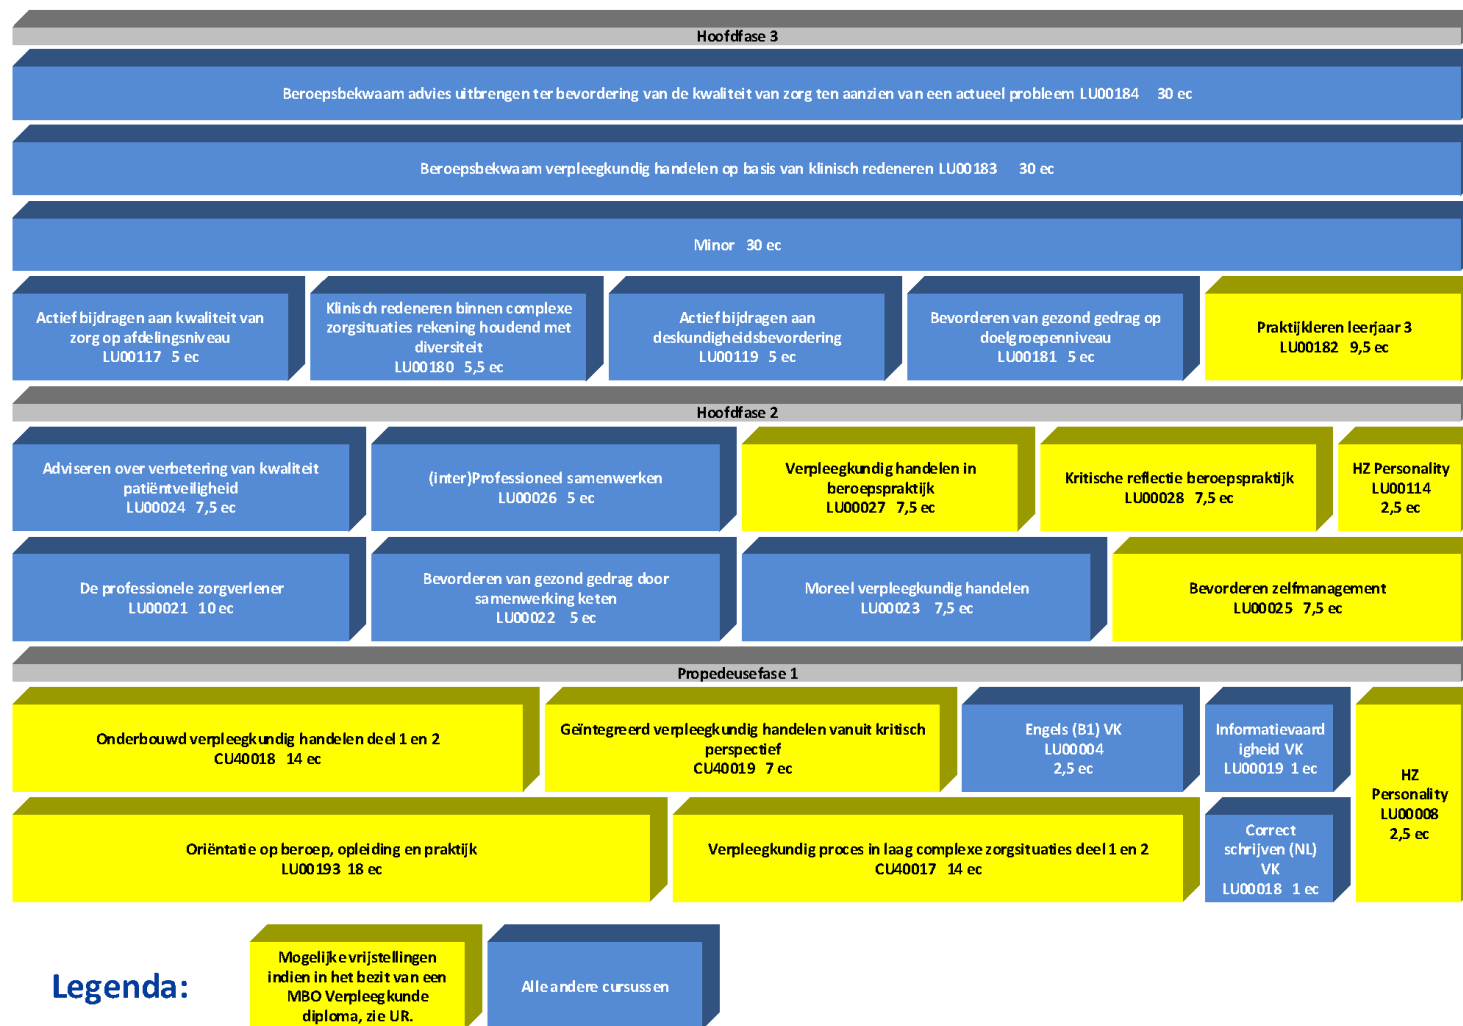 Hoofdfase 3
Beroepsbekwaam advies uitbrengen ter bevordering van de kwaliteit van zorg ten aanzien van een actueel probleem LU00184 30 ec
Beroepsbekwaam verpleegkundig handelen op basis van klinisch redeneren LU00183 30 ec
Minor 30 ec
Actief bijdragen aan kwaliteit van
zorg op afdelingsniveau
LU00117 5 ec
Klinisch redeneren binnen complexe
zorgsituaties rekening houdend met
diversiteit
LU00180 5,5 ec
Actief bijdragen aan
deskundigheidsbevordering
LU00119 5 ec
Bevorderen van gezond gedrag op
doelgroepenniveau
LU00181 5 ec
Praktijkleren leerjaar 3
LU00182 9,5 ec
Hoofdfase 2
Adviseren over verbetering van kwaliteit
patiëntveiligheid
LU00024 7,5 ec
(inter)Professioneel samenwerken
LU00026 5 ec
Verpleegkundig handelen in
beroepspraktijk
LU00027 7,5 ec
Kritische reflectie beroepspraktijk
LU00028 7,5 ec
HZ Personality
LU00114
2,5 ec
De professionele zorgverlener
LU00021 10 ec
Bevorderen van gezond gedrag door
samenwerking keten
LU00022 5 ec
Moreel verpleegkundig handelen
LU00023 7,5 ec
Bevorderen zelfmanagement
LU00025 7,5 ec
Propedeusefase 1
Onderbouwd verpleegkundig handelen deel 1 en 2
CU40018 14 ec
Geïntegreerd verpleegkundig handelen vanuit kritisch
perspectief
CU40019 7 ec
Engels (B1) VK
LU00004
2,5 ec
Informatievaard
igheid VK
LU00019 1 ec
HZ
Personality
LU00008
2,5 ec
Oriëntatie op beroep, opleiding en praktijk
LU00193 18 ec
Verpleegkundig proces in laag complexe zorgsituaties deel 1 en 2
CU40017 14 ec
Correct
schrijven (NL)
VK
LU00018 1 ec
Legenda:
Mogelijke vrijstellingen
indien in het bezit van een
MBO Verpleegkunde
diploma, zie UR.
Alle andere cursussen